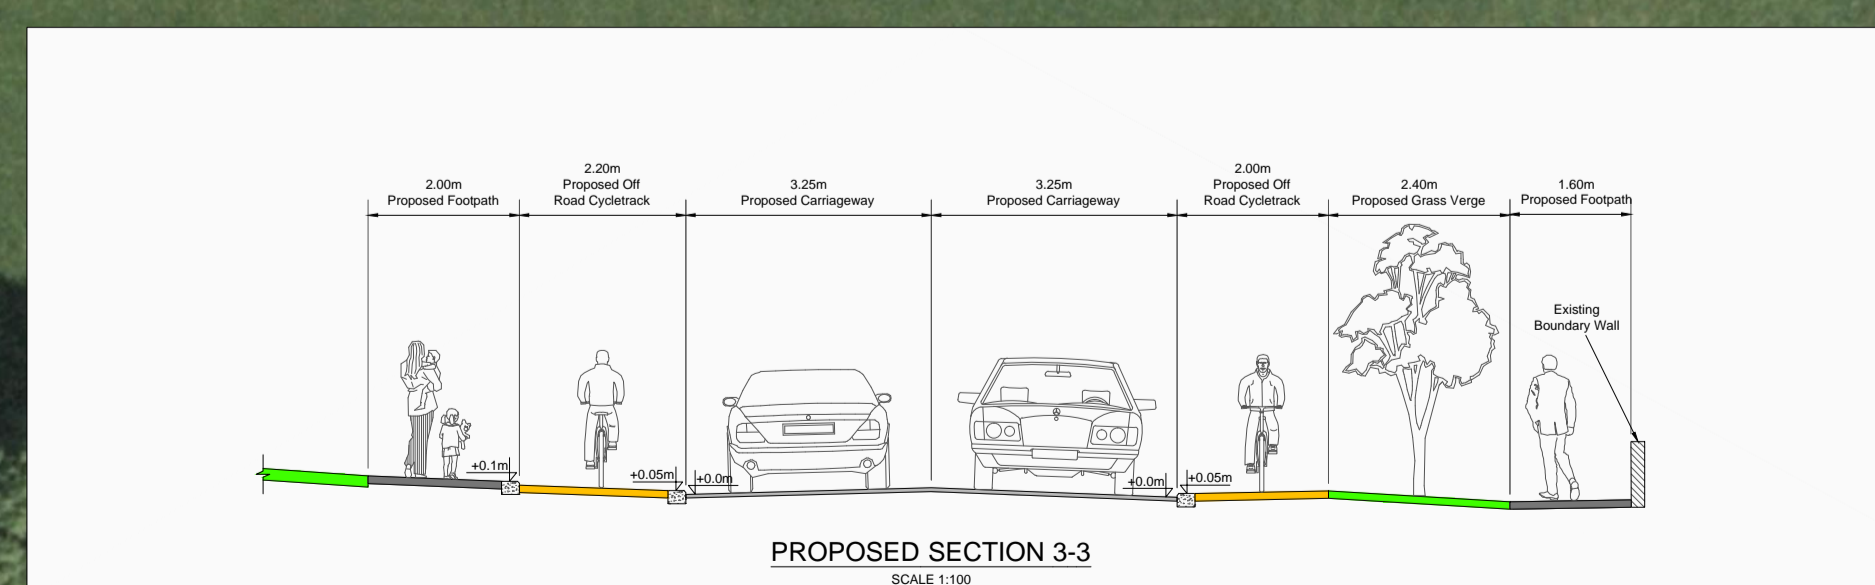 2.00m
Proposed Footpath
2.20m
Proposed Off
Road Cycletrack
3.25m
Proposed Carriageway
3.25m
Proposed Carriageway
2.00m
Proposed Off
Road Cycletrack
2.40m
Proposed Grass Verge
1.60m
Proposed Footpath
Existing
Boundary Wall
+0.1m
+0.05m
+0.0m
+0.0m
+0.05m
PROPOSED SECTION 3-3
SCALE 1:100